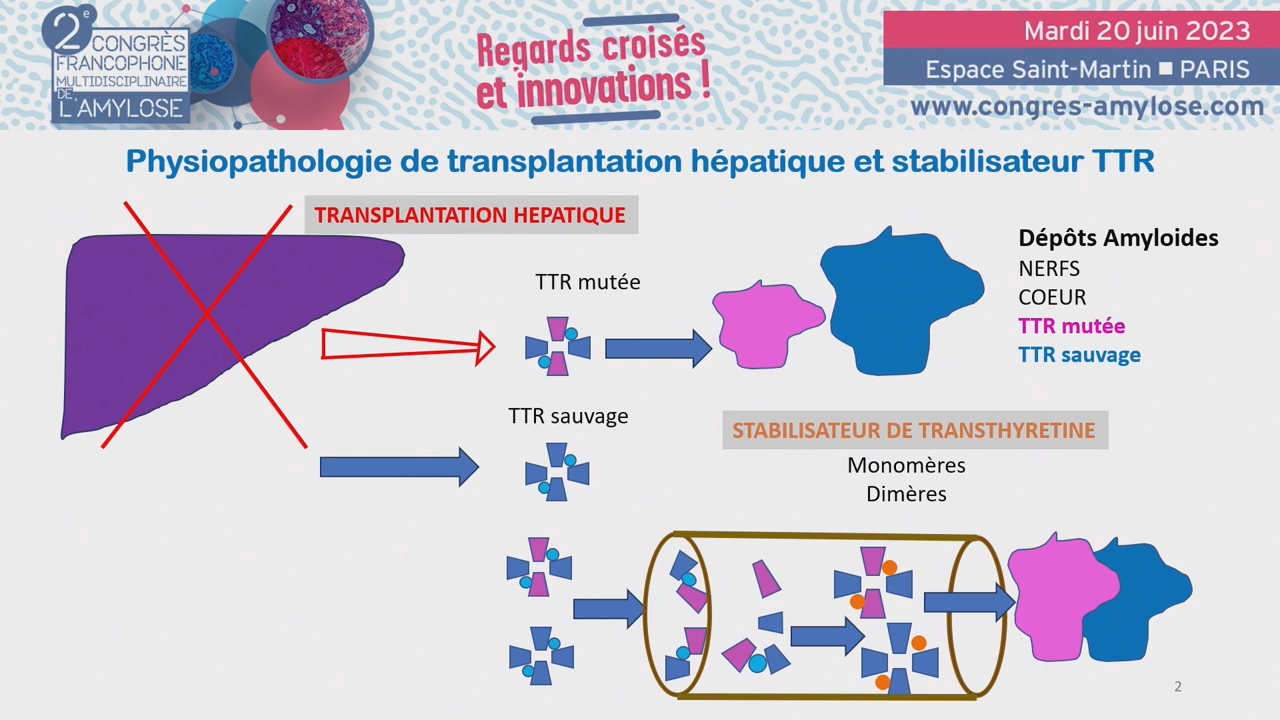 2e CONGRÈS
FRANCOPHONE
MULTIDISCIPLINAIRE
DE
L'AMYLOSE
Regards croisés
et innovations !
Mardi 20 juin 2023
Espace Saint-Martin ■ PARIS
www.congres-amylose.com
Physiopathologie de transplantation hépatique et stabilisateur TTR
TRANSPLANTATION HEPATIQUE
TTR mutée
Dépôts Amyloides
NERFS
COEUR
TTR mutée
TTR sauvage
TTR sauvage
STABILISATEUR DE TRANSTHYRETINE
Monomères
Dimères
2